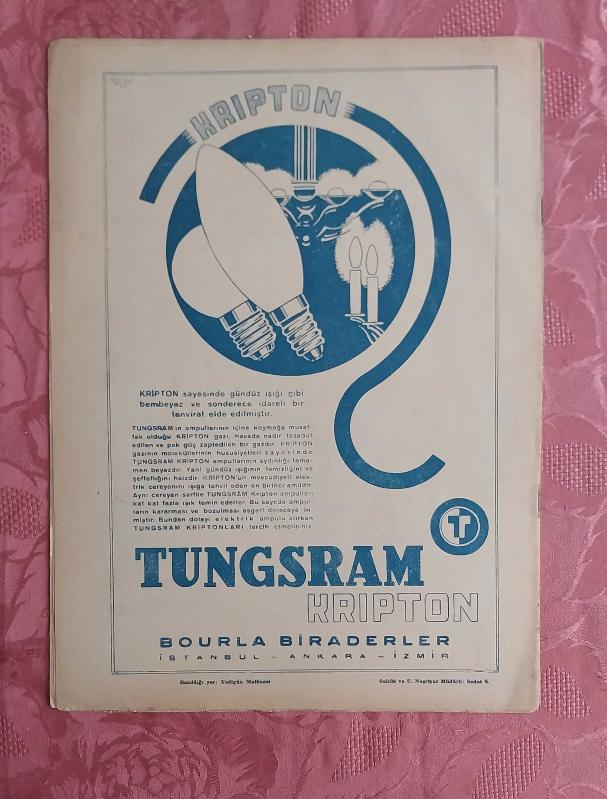 KRIPTON
KRİPTON sayesinde gündüz ışığı gibi
bembeyaz ve sonderece idareli bir
tenvirat elde edilmiştir.
TUNGSRAM'ın ampullarının içine koymağa muvaf-
fak olduğu KRİPTON gazı, havada nadir tesadüf
edilen ve pek güç zaptedilen bir gazdır. KRİPTON
gazının moleküllerinin hususiyetleri sayesinde
TUNGSRAM KRİPTON ampullarının aydınlığı tama-
men beyazdır. Yani gündüz ışığının temizliğini ve
şeffaflığını haizdir. KRİPTON'un mevcudiyeti elek-
trik cereyanını ışığa tahvil eden en birinci amildir.
Aynı cereyan sarfile TUNGSRAM Kripton ampulları
kat kat fazla ışık temin ederler. Bu sayede ampul-
ların kararması ve bozulması asgari dereceye in-
miştir. Bundan dolayı elektrik ampulu alırken
TUNGSRAM KRİPTONLARI tercih etmelisiniz
T
TUNGSRAM
KRIPTON
BOURLA BİRADERLER
İSTANBUL - ANKARA - İZMİR
Basıldığı yer: Yedigün Matbaası Sahibi ve U. Neşriyat Müdürü: Sedat S.